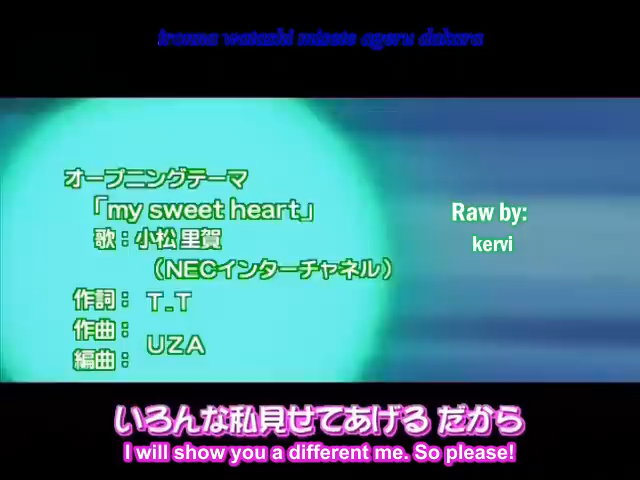 ironna watashi misete ageru dakara
オープニングテーマ
「my sweet heart」
歌：小松里賀
（NECインターチャネル）
作詞： T.T
作曲：
編曲： UZA
Raw by:
kervi
いろんな私見せてあげる だから
I will show you a different me. So please!